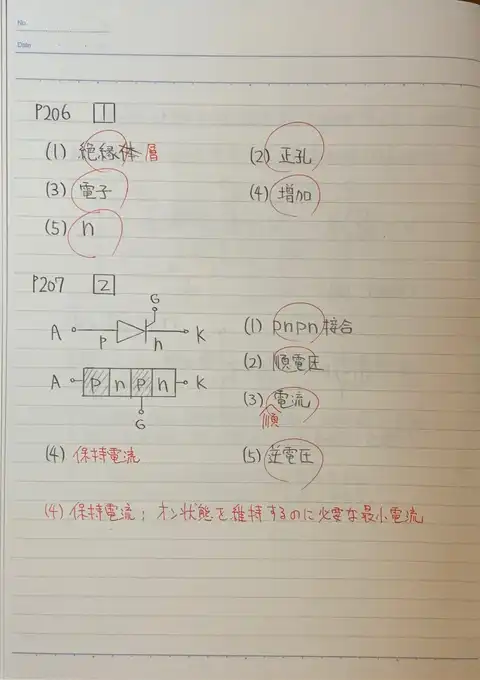 No.
Date
P206 1
(1) 絶縁体層 (2) 正孔
(3) 電子 (4) 増加
(5) n
P207 2
G
A p n K
(1) pnpn接合
(2) 順電圧
A p n p n K
G
(3) 電流
順
(4) 保持電流 (5) 逆電圧
(4) 保持電流; オン状態を維持するのに必要な最小電流